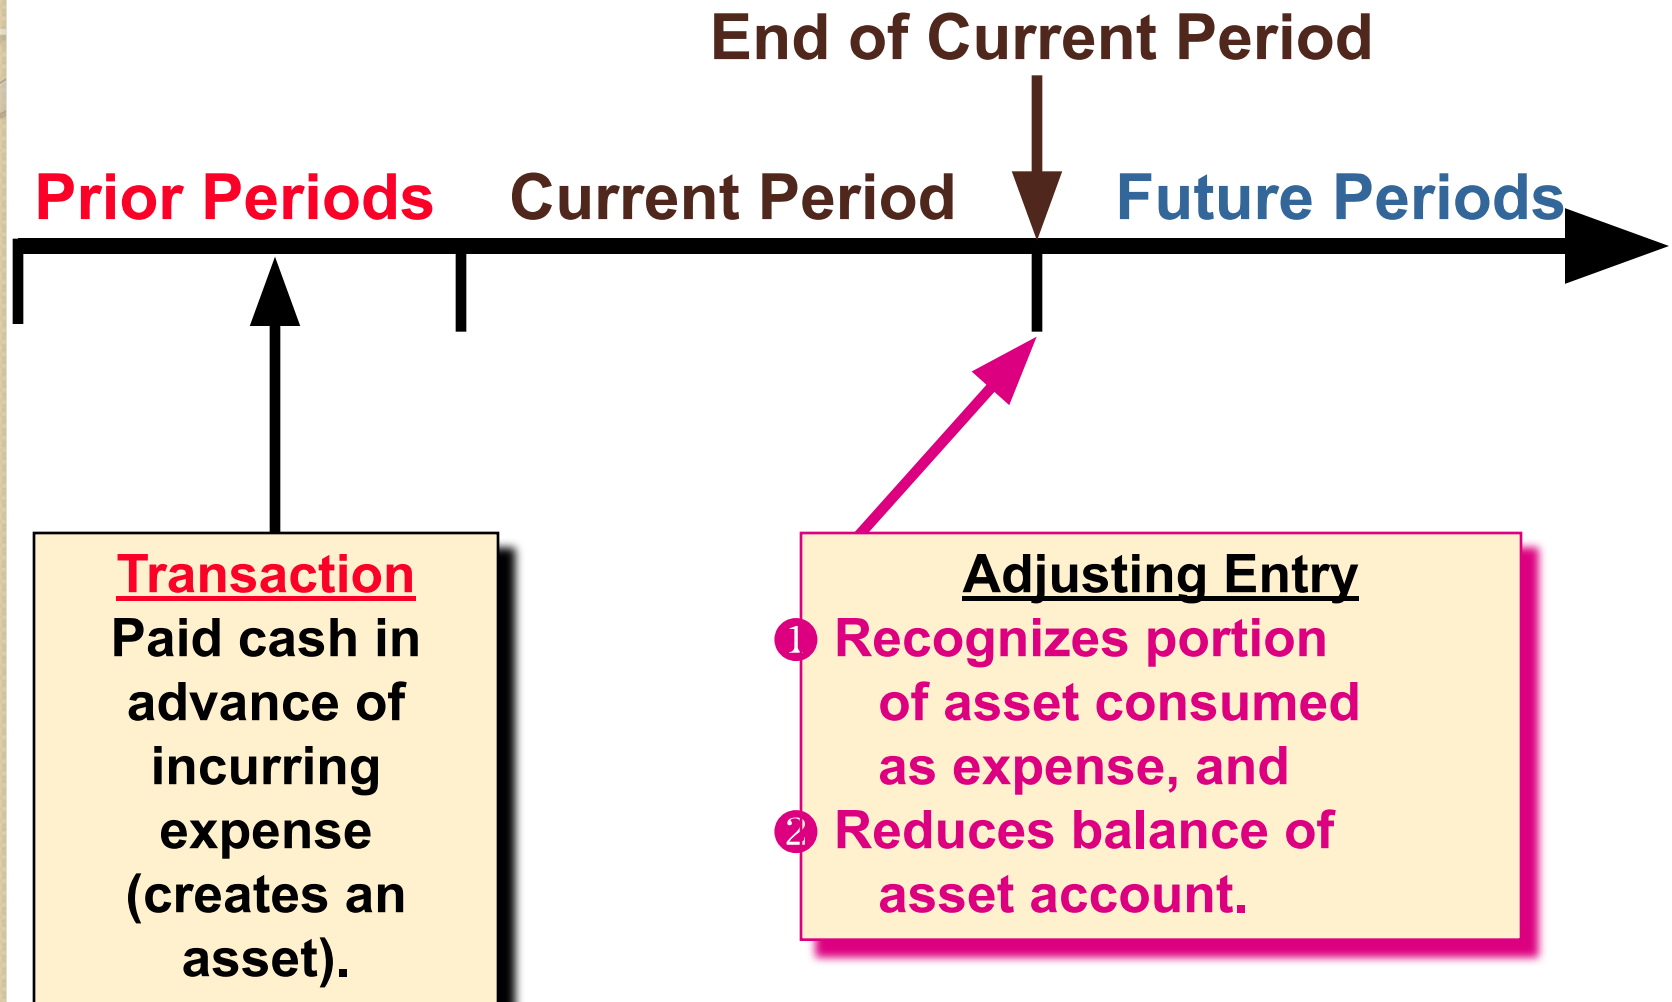 End of Current Period
Prior Periods Current Period Future Periods
Transaction
Paid cash in
advance of
incurring
expense
(creates an
asset).
Adjusting Entry
❶ Recognizes portion
of asset consumed
as expense, and
❷ Reduces balance of
asset account.